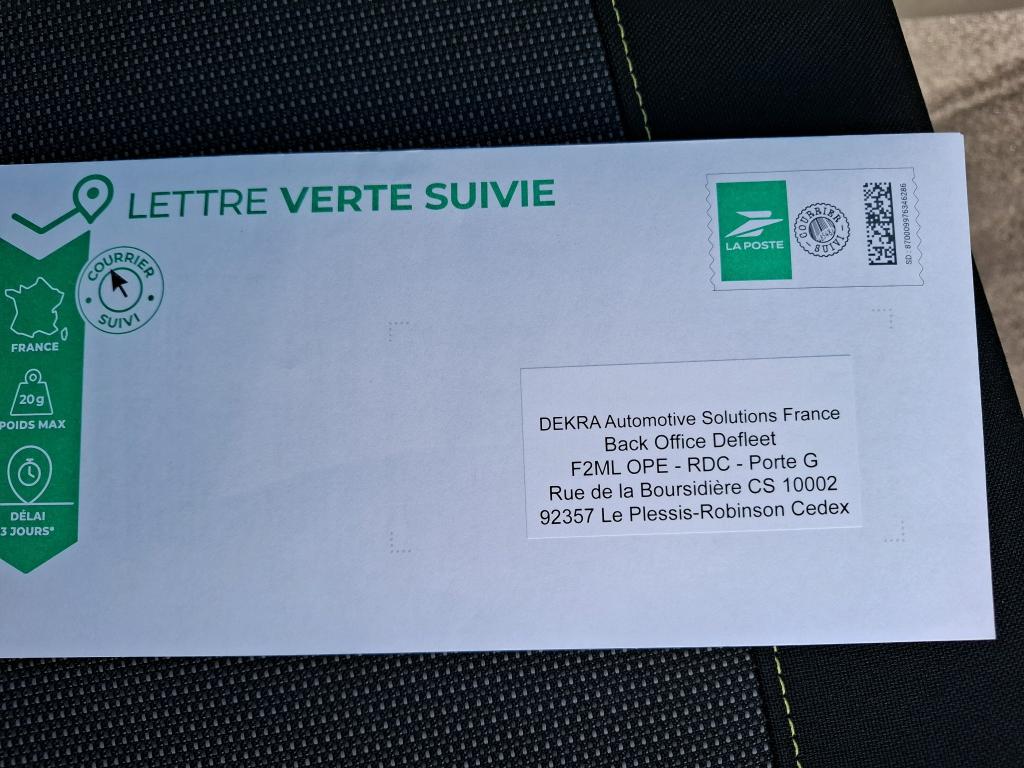 LETTRE VERTE SUIVIE
COURRIER
SUIVI
FRANCE
20g
POIDS MAX
DÉLAI
3 JOURS*
LA POSTE
COURRIER
SUIVI
SD : 870009976346286
DEKRA Automotive Solutions France
Back Office Defleet
F2ML OPE - RDC - Porte G
Rue de la Boursidière CS 10002
92357 Le Plessis-Robinson Cedex